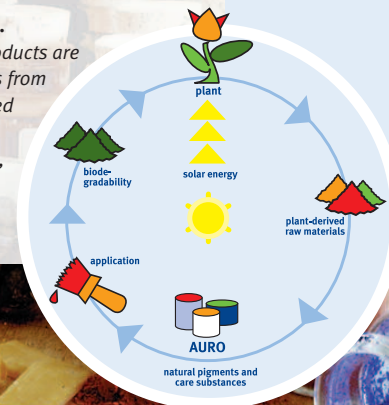 .
oducts are
s from
ed
,
plant
solar energy
biode-
gradability
plant-derived
raw materials
application
AURO
natural pigments and
care substances